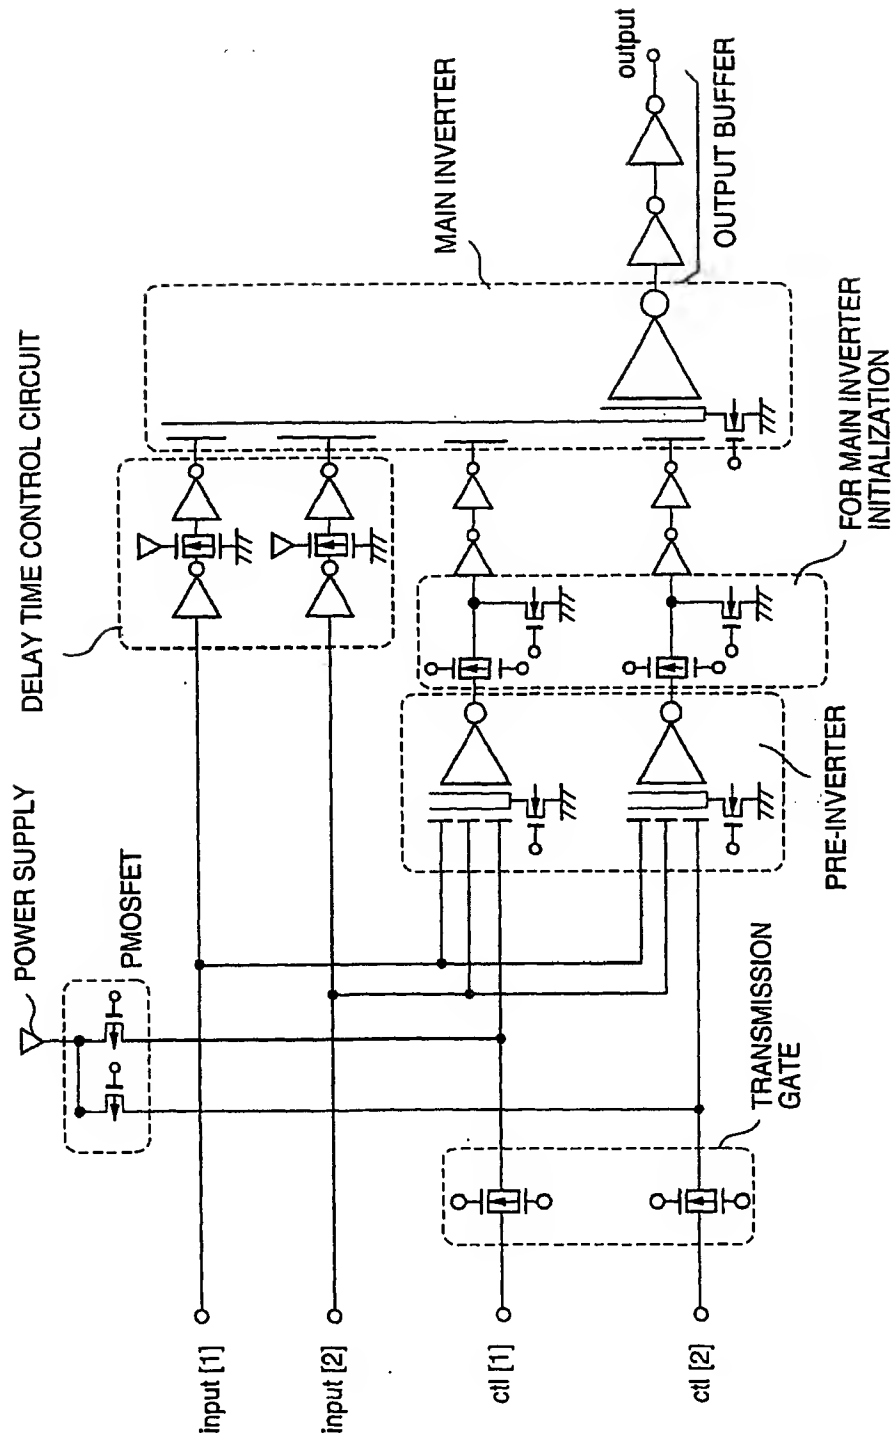 POWER SUPPLY
PMOSFET
DELAY TIME CONTROL CIRCUIT
MAIN INVERTER
output
OUTPUT BUFFER
input [1]
input [2]
ctl [1]
ctl [2]
TRANSMISSION
GATE
PRE-INVERTER
FOR MAIN INVERTER
INITIALIZATION